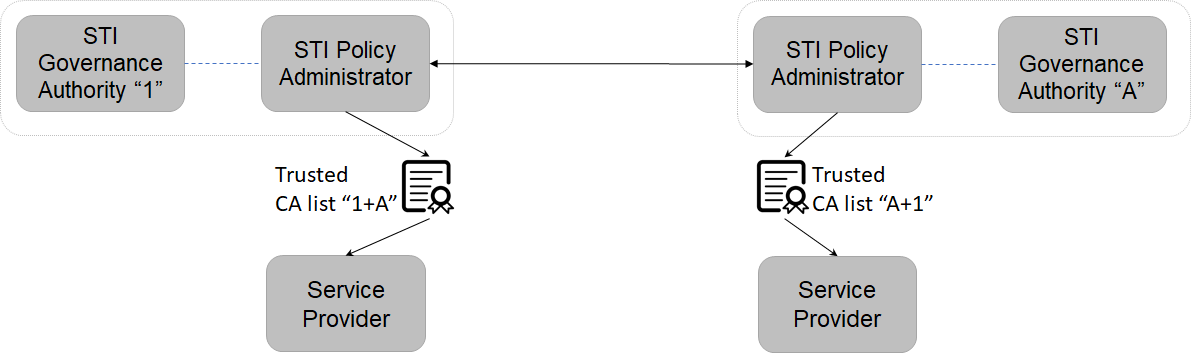 STI
Governance
Authority “1”
STI Policy
Administrator
STI Policy
Administrator
STI
Governance
Authority “A”
Trusted
CA list “1+A”
Trusted
CA list “A+1”
Service
Provider
Service
Provider